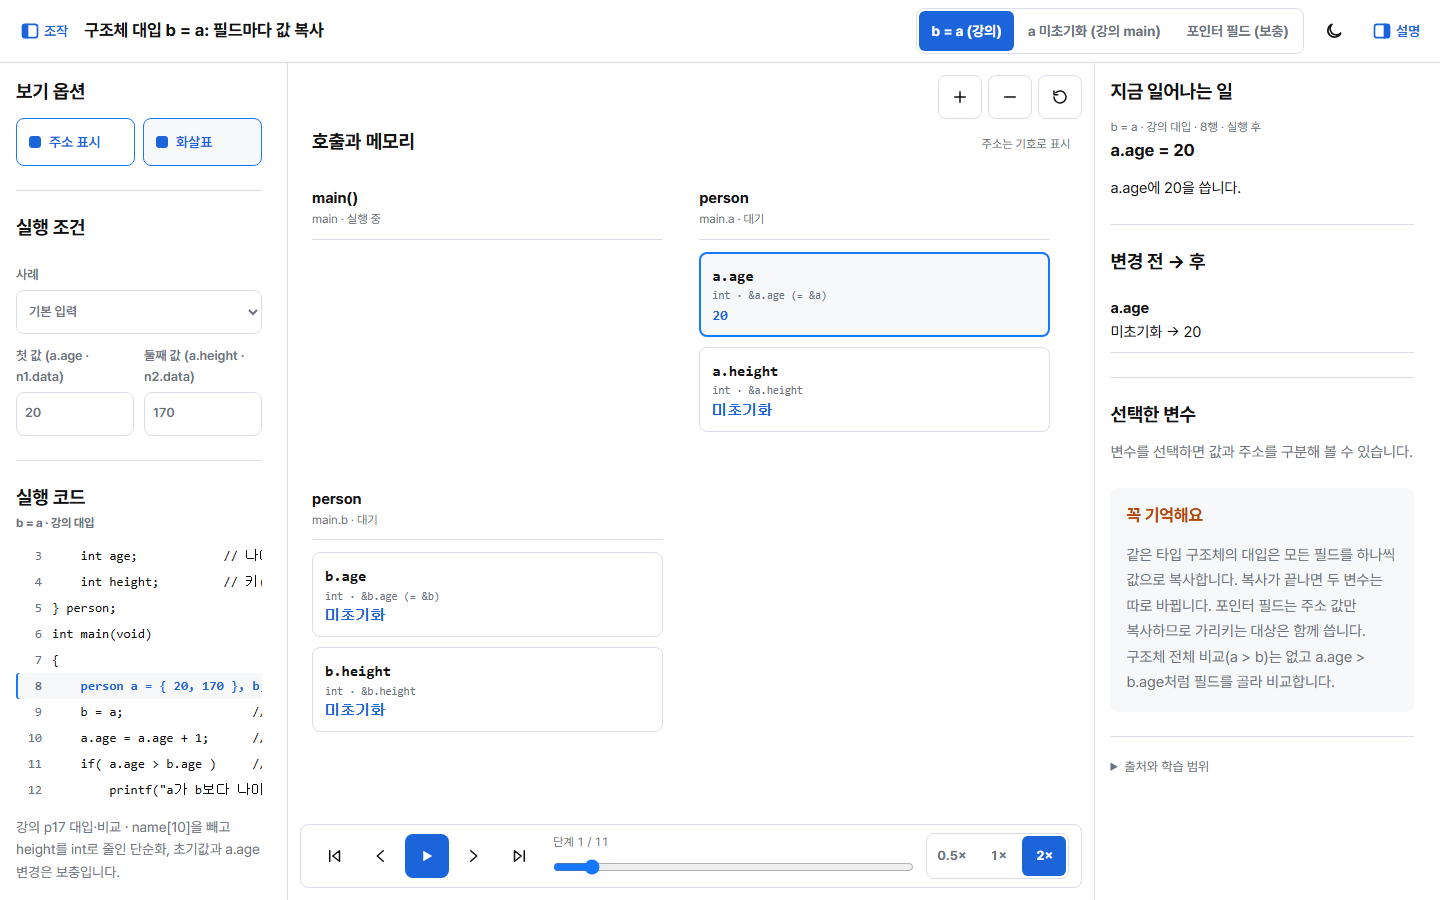 조작
구조체 대입 b = a: 필드마다 값 복사
b = a (강의)
a 미초기화 (강의 main)
포인터 필드 (보충)
설명
보기 옵션
주소 표시
화살표
실행 조건
사례
기본 입력
첫 값 (a.age ·
n1.data)
둘째 값 (a.height ·
n2.data)
20
170
실행 코드
b = a · 강의 대입
3 int age; // 나이
4 int height; // 키(
5 } person;
6 int main(void)
7 {
8 person a = { 20, 170 }, b;
9 b = a; //
10 a.age = a.age + 1; //
11 if( a.age > b.age ) //
12 printf("a가 b보다 나이
강의 p17 대입·비교 · name[10]을 빼고
height를 int로 줄인 단순화, 초기값과 a.age
변경은 보충입니다.
호출과 메모리
주소는 기호로 표시
main()
main · 실행 중
person
main.a · 대기
a.age
int · &a.age (= &a)
20
a.height
int · &a.height
미초기화
person
main.b · 대기
b.age
int · &b.age (= &b)
미초기화
b.height
int · &b.height
미초기화
단계 1 / 11
0.5×
1×
2×
지금 일어나는 일
b = a · 강의 대입 · 8행 · 실행 후
a.age = 20
a.age에 20을 씁니다.
변경 전 → 후
a.age
미초기화 → 20
선택한 변수
변수를 선택하면 값과 주소를 구분해 볼 수 있습니다.
꼭 기억해요
같은 타입 구조체의 대입은 모든 필드를 하나씩
값으로 복사합니다. 복사가 끝나면 두 변수는
따로 바뀝니다. 포인터 필드는 주소 값만
복사하므로 가리키는 대상은 함께 씁니다.
구조체 전체 비교(a > b)는 없고 a.age >
b.age처럼 필드를 골라 비교합니다.
▶ 출처와 학습 범위